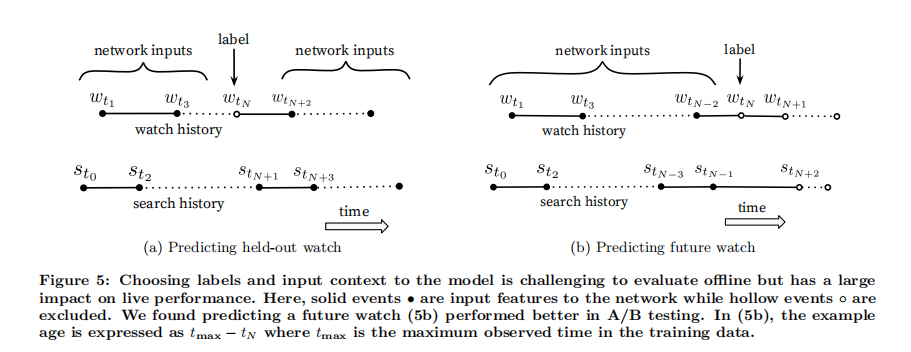 label
network inputs network inputs
w_{t_1} w_{t_3} w_{t_N} w_{t_{N+2}}
watch history
s_{t_0} s_{t_2} s_{t_{N+1}} s_{t_{N+3}}
search history
time
(a) Predicting held-out watch
network inputs label
w_{t_1} w_{t_3} w_{t_{N-2}} w_{t_N} w_{t_{N+1}}
watch history
s_{t_0} s_{t_2} s_{t_{N-3}} s_{t_{N-1}} s_{t_{N+2}}
search history
time
(b) Predicting future watch
Figure 5: Choosing labels and input context to the model is challenging to evaluate offline but has a large
impact on live performance. Here, solid events • are input features to the network while hollow events ∘ are
excluded. We found predicting a future watch (5b) performed better in A/B testing. In (5b), the example
age is expressed as t_{max} − t_N where t_{max} is the maximum observed time in the training data.